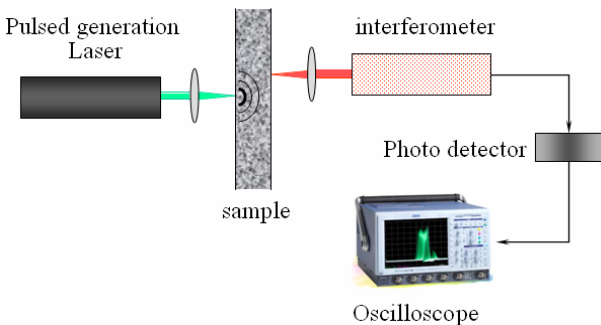 Pulsed generation
Laser
interferometer
Photo detector
sample
Oscilloscope